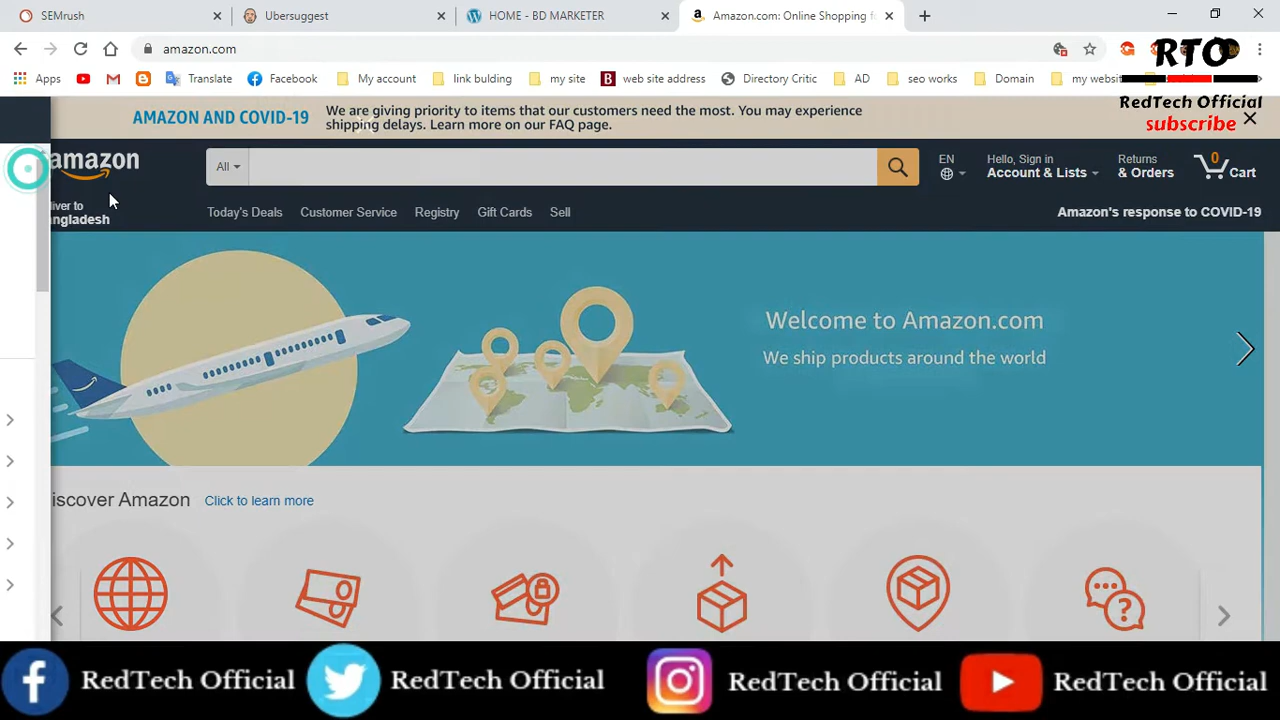 SEMrush
Ubersuggest
HOME - BD MARKETER
Amazon.com: Online Shopping f
amazon.com
RTO
Apps
Translate
Facebook
My account
link bulding
my site
B
web site address
Directory Critic
AD
seo works
Domain
my websi
RedTech Official
subscribe
AMAZON AND COVID-19
We are giving priority to items that our customers need the most. You may experience
shipping delays. Learn more on our FAQ page.
amazon
All
EN
Hello, Sign in
Account & Lists
Returns
& Orders
0
Cart
liver to
ngladesh
Today's Deals
Customer Service
Registry
Gift Cards
Sell
Amazon's response to COVID-19
Welcome to Amazon.com
We ship products around the world
iscover Amazon
Click to learn more
RedTech Official
RedTech Official
RedTech Official
RedTech Official